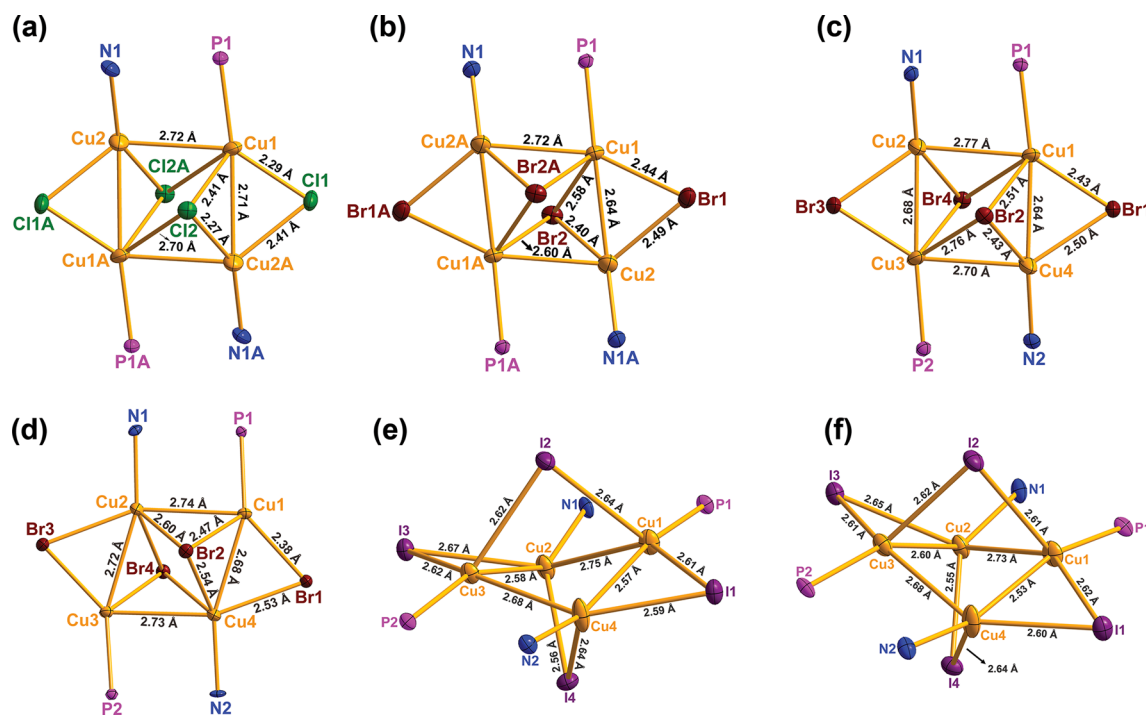 (a)
N1
P1
Cu2
2.72 Å
Cu1
Cl2A
2.29 Å
Cl1
2.41 Å
2.71 Å
Cl1A
Cl2
2.27 Å
2.41 Å
Cu1A
2.70 Å
Cu2A
P1A
N1A
(b)
N1
P1
Cu2A
2.72 Å
Cu1
Br2A
2.44 Å
2.58 Å
2.64 Å
Br1
Br1A
Br2
2.40 Å
2.49 Å
Cu1A
2.60 Å
Cu2
P1A
N1A
(c)
N1
P1
Cu2
2.77 Å
Cu1
2.43 Å
2.68 Å
Br4
2.51 Å
2.64 Å
Br3
Br2
Br1
2.76 Å
2.43 Å
2.50 Å
Cu3
2.70 Å
Cu4
P2
N2
(d)
N1
P1
Cu2
2.74 Å
Cu1
2.60 Å
2.47 Å
Br3
Br2
2.38 Å
2.72 Å
Br4
2.54 Å
2.68 Å
Br1
2.53 Å
Cu3
2.73 Å
Cu4
P2
N2
(e)
I2
2.64 Å
2.62 Å
N1
P1
Cu1
I3
2.67 Å
Cu2
2.75 Å
2.61 Å
2.62 Å
2.58 Å
2.57 Å
Cu3
2.68 Å
2.59 Å
I1
P2
Cu4
N2
2.56 Å
2.64 Å
I4
(f)
I2
I3
2.62 Å
N1
2.65 Å
2.61 Å
2.61 Å
Cu2
P1
Cu3
2.60 Å
2.73 Å
Cu1
P2
2.55 Å
2.68 Å
2.53 Å
2.62 Å
Cu4
2.60 Å
I1
N2
I4
2.64 Å